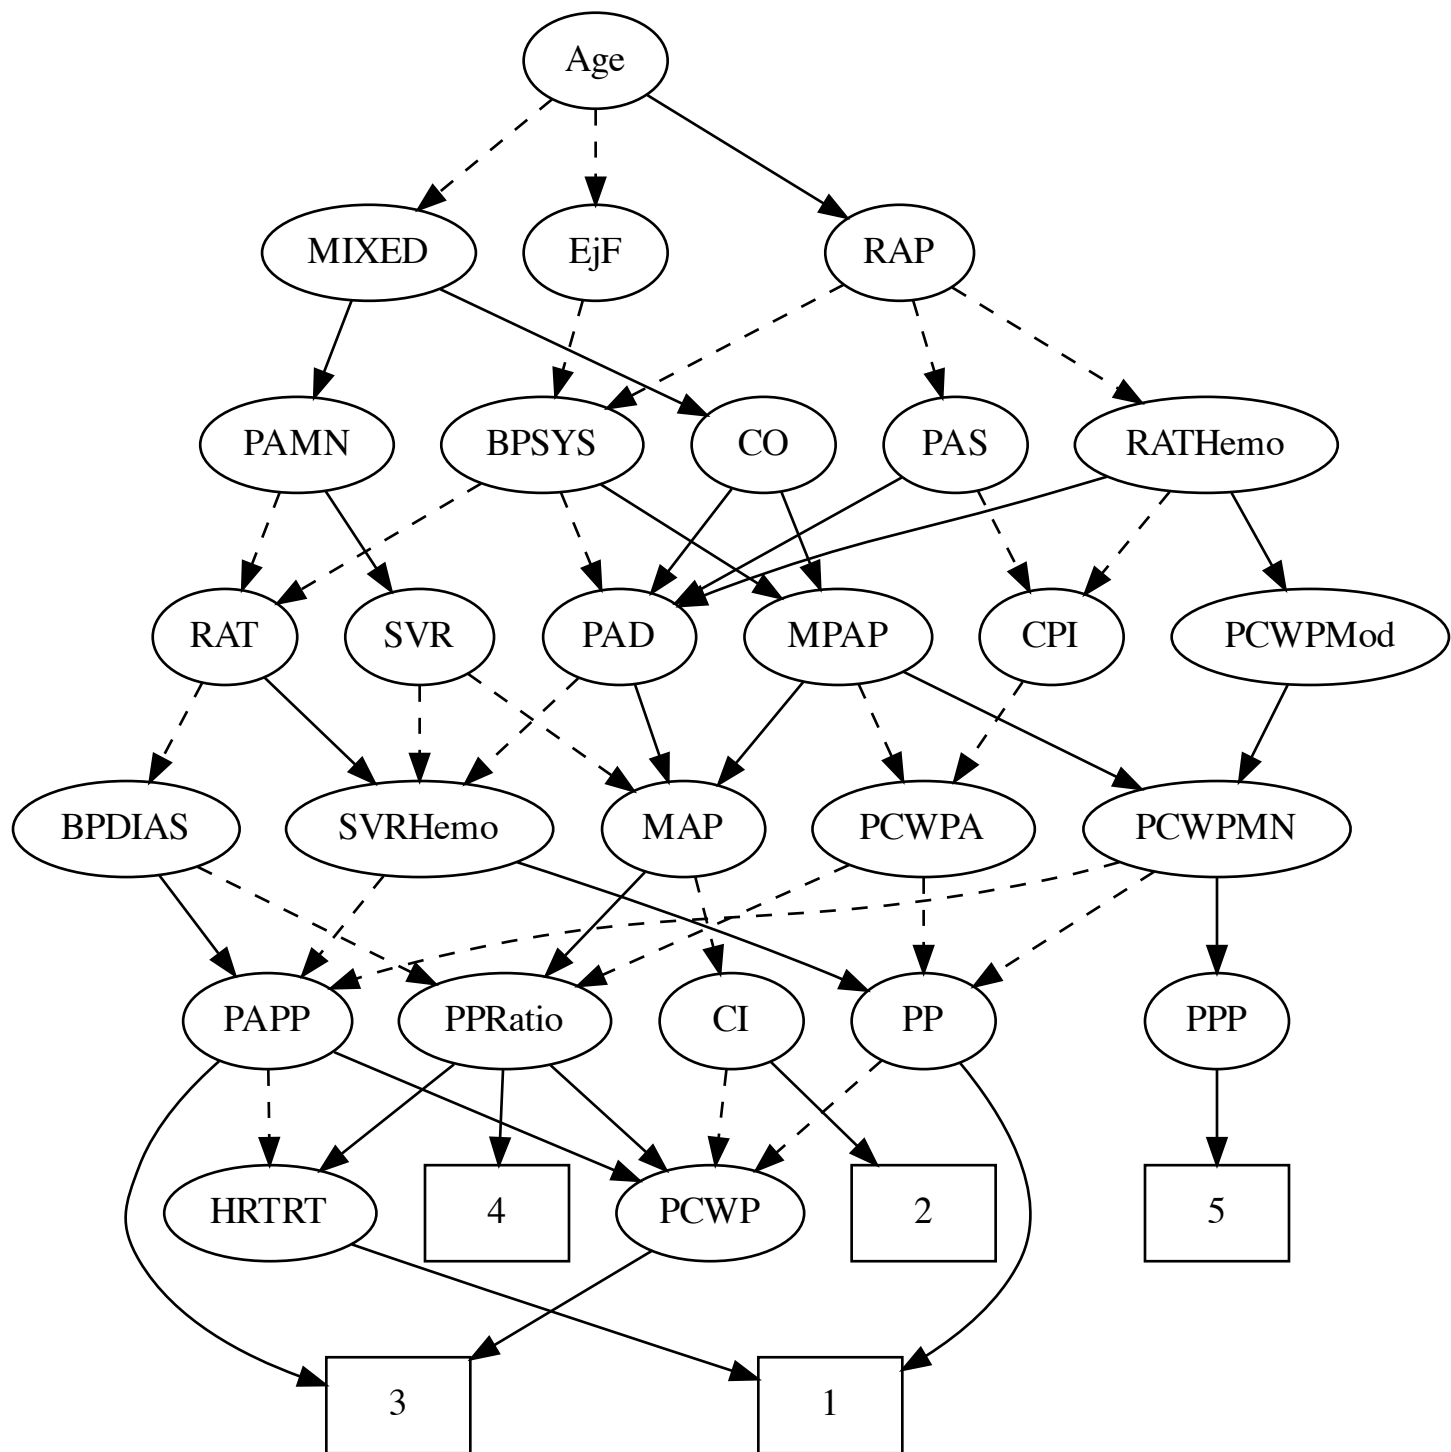 Age
MIXED EjF RAP
PAMN BPSYS CO PAS RATHemo
RAT SVR PAD MPAP CPI PCWPMod
BPDIAS SVRHemo MAP PCWPA PCWPMN
PAPP PPRatio CI PP PPP
HRTRT 4 PCWP 2 5
3 1